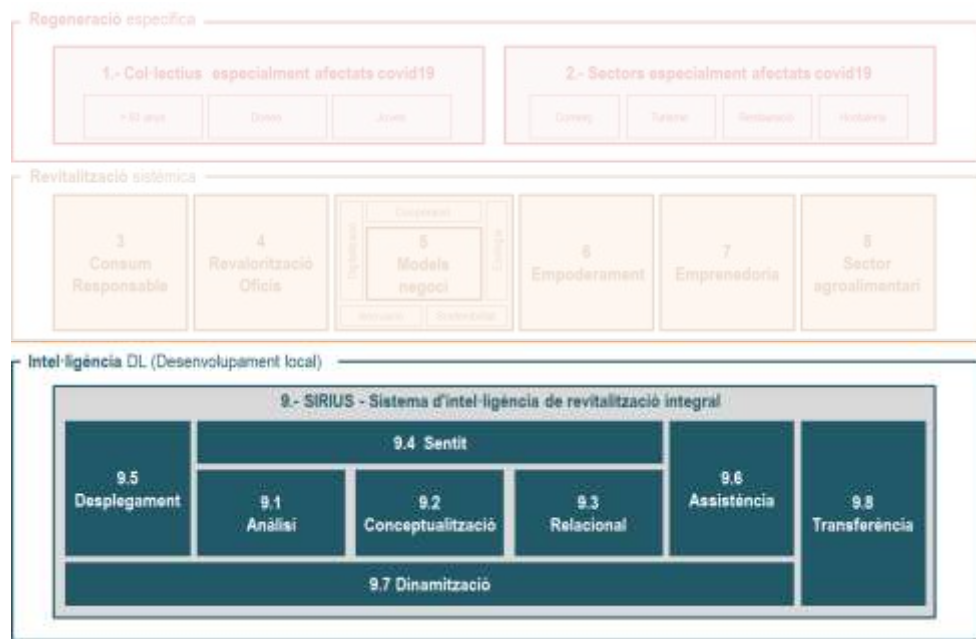 Regeneració específica
1.- Col·lectius especialment afectats covid19
Dones
Joves
2.- Sectors especialment afectats covid19
Comerç
Turisme
Restauració
Revitalització sistèmica
3
Consum
Responsable
4
Revalorització
Oficis
Cooperació
Digitalització
5
Models
negoci
Innovació
Sostenibilitat
6
Empoderament
7
Emprenedoria
8
Sector
agroalimentari
Intel·ligència DL (Desenvolupament local)
9.- SIRIUS - Sistema d'intel·ligència de revitalització integral
9.5
Desplegament
9.4 Sentit
9.1
Anàlisi
9.2
Conceptualització
9.3
Relacional
9.6
Assistència
9.8
Transferència
9.7 Dinamització